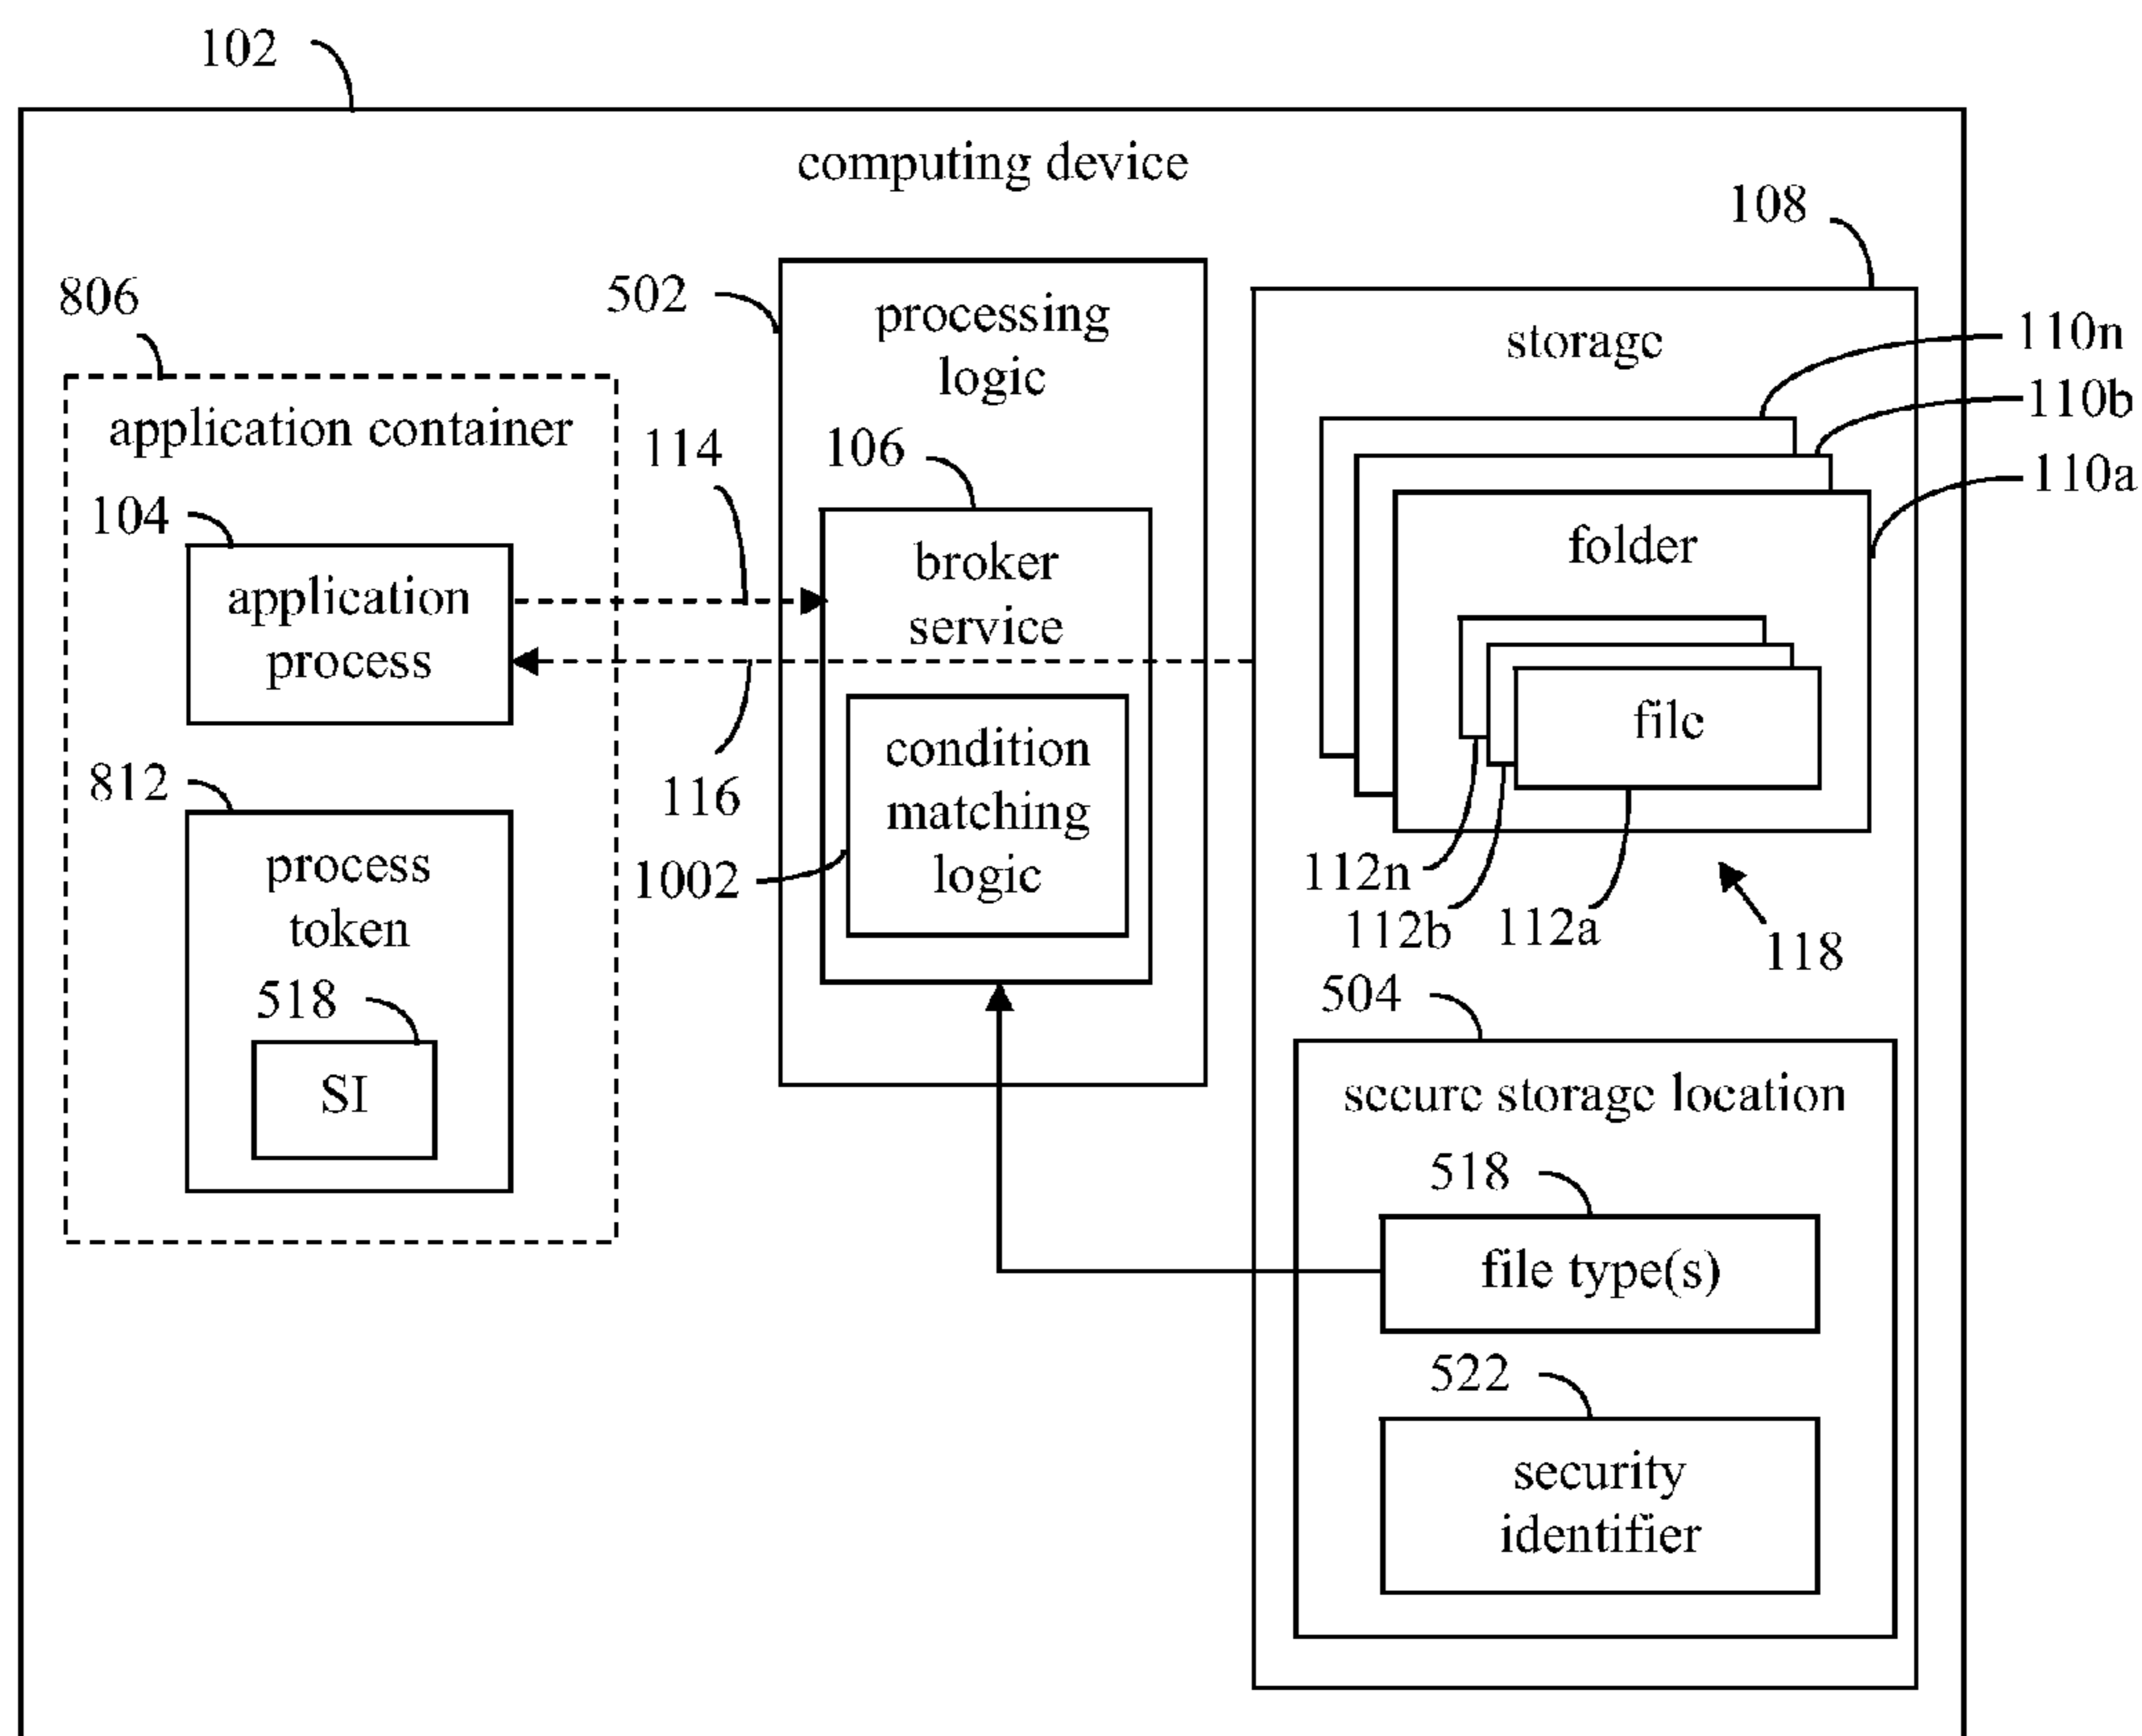 102
computing device
108
806
502
processing
logic
storage
110n
110b
110a
application container
114
106
104
application
process
broker
service
folder
file
116
812
process
token
condition
matching
logic
1002
112n
112b
112a
118
518
SI
504
secure storage location
518
file type(s)
522
security
identifier